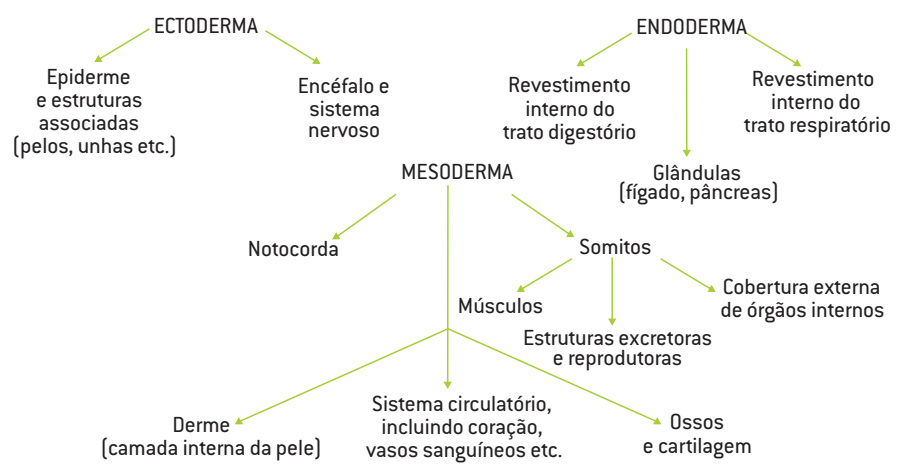 ECTODERMA
Epiderme
e estruturas
associadas
(pelos, unhas etc.)
Encéfalo e
sistema
nervoso
ENDODERMA
Revestimento
interno do
trato digestório
Glândulas
(fígado, pâncreas)
Revestimento
interno do
trato respiratório
MESODERMA
Notocorda
Somitos
Músculos
Estruturas excretoras
e reprodutoras
Cobertura externa
de órgãos internos
Derme
(camada interna da pele)
Sistema circulatório,
incluindo coração,
vasos sanguíneos etc.
Ossos
e cartilagem